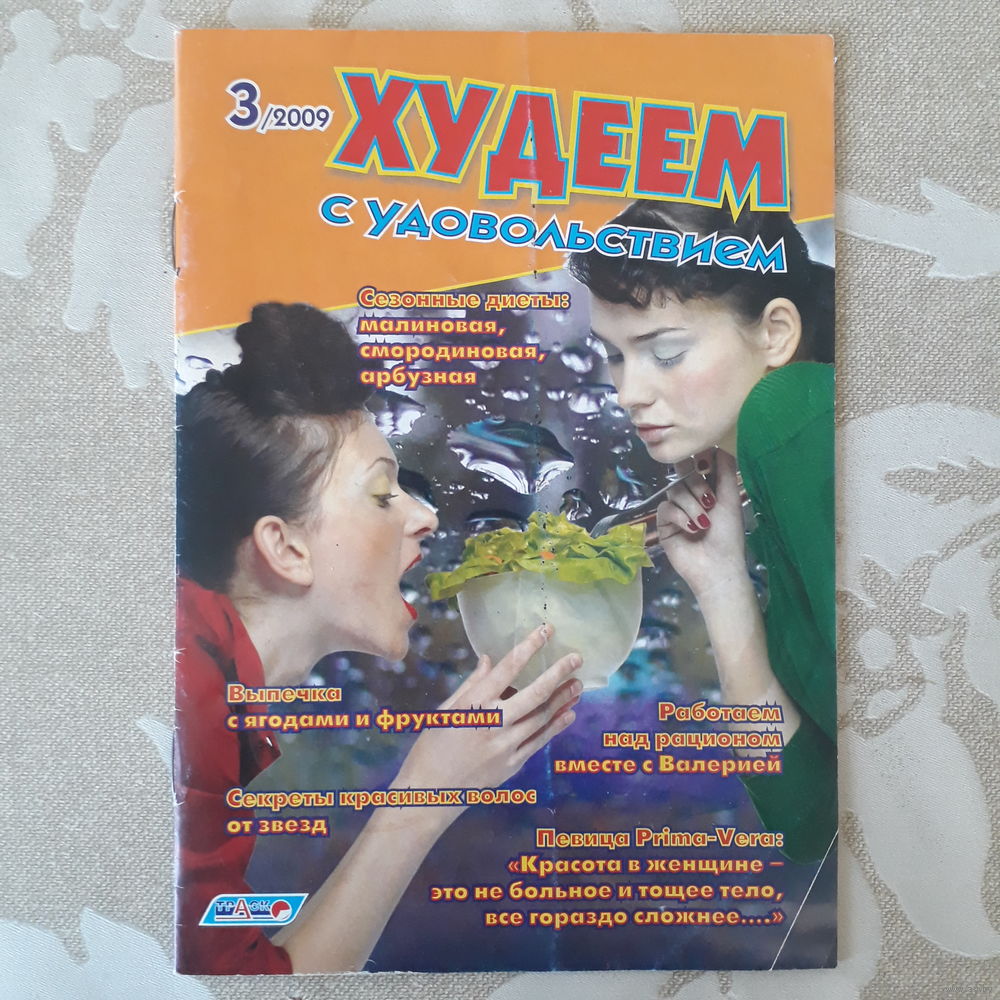 3/2009
ХУДЕЕМ
с удовольствием
Сезонные диеты:
малиновая,
смородиновая,
арбузная
Выпечка
с ягодами и фруктами
Работаем
над рационом
вместе с Валерией
Секреты красивых волос
от звезд
Певица Prima-Vera:
«Красота в женщине –
это не больное и тощее тело,
все гораздо сложнее....»
ТРАСКО